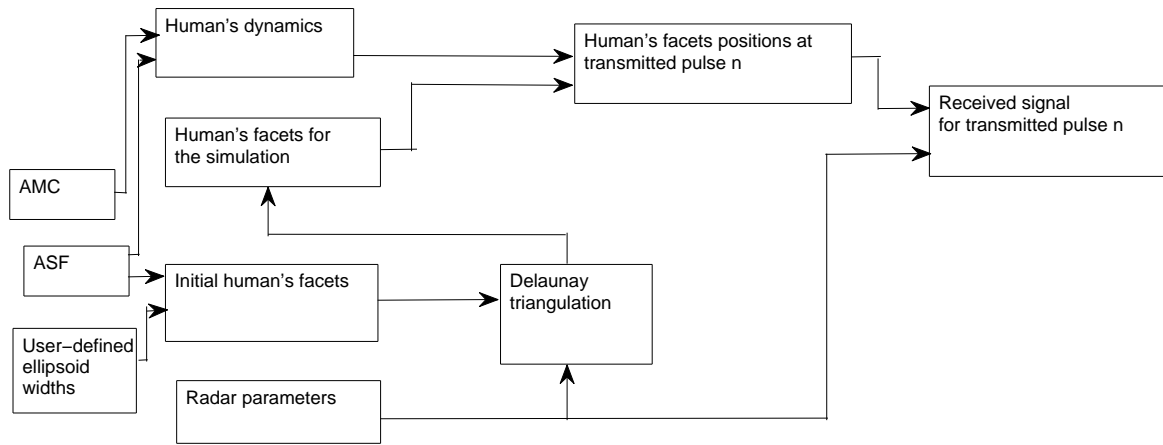 Human's dynamics
Human's facets positions at
transmitted pulse n
Received signal
for transmitted pulse n
Human's facets for
the simulation
AMC
ASF
Initial human's facets
Delaunay
triangulation
User−defined
ellipsoid
widths
Radar parameters